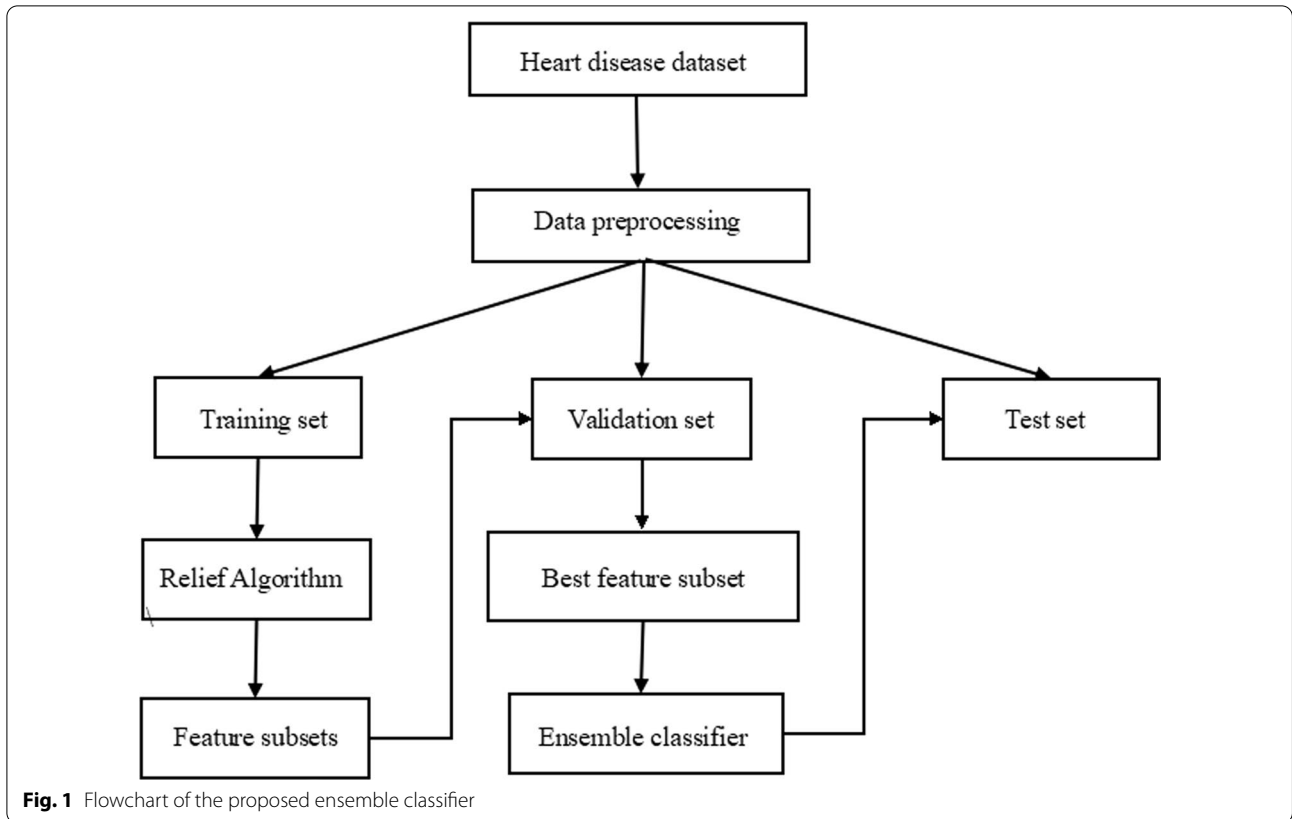 Heart disease dataset
Data preprocessing
Training set
Validation set
Test set
Relief Algorithm
Best feature subset
Feature subsets
Ensemble classifier
Fig. 1 Flowchart of the proposed ensemble classifier